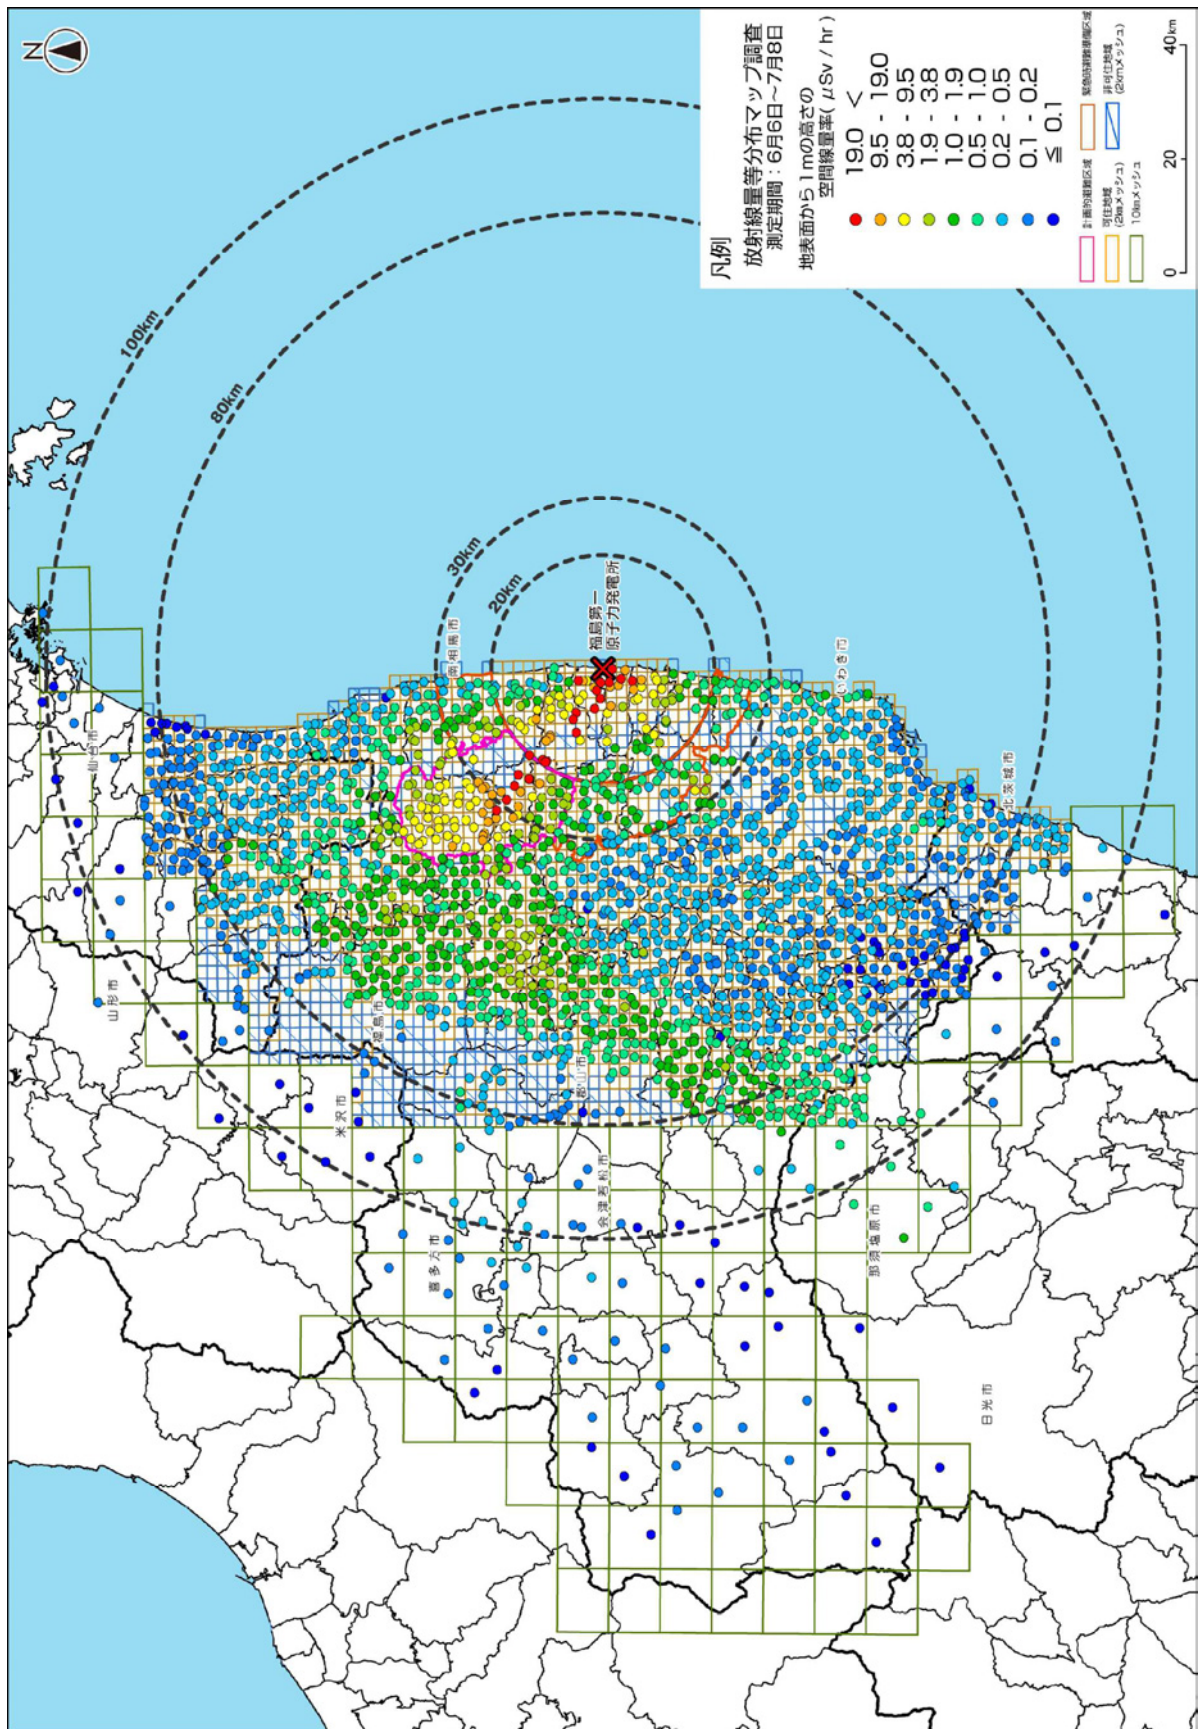 N
100km
80km
30km
20km
福島第一
原子力発電所
南相馬市
いわき市
北茨城市
仙台市
山形市
福島市
米沢市
郡山市
会津若松市
喜多方市
那須塩原市
日光市
凡例
放射線量等分布マップ調査
測定期間：6月6日～7月8日
地表面から1mの高さの
空間線量率( μSv / hr )
19.0 <
9.5 - 19.0
3.8 - 9.5
1.9 - 3.8
1.0 - 1.9
0.5 - 1.0
0.2 - 0.5
0.1 - 0.2
≦ 0.1
計画的避難区域
緊急時避難準備区域
可住地域
(2kmメッシュ)
非可住地域
(2kmメッシュ)
10kmメッシュ
0 20 40km